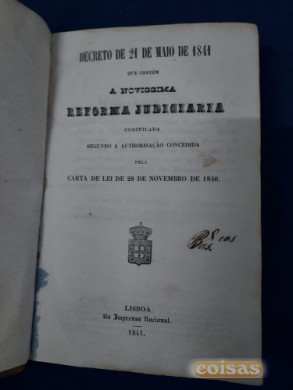 DECRETO DE 21 DE MAIO DE 1841
QUE CONTÉM
A NOVISSIMA
REFORMA JUDICIARIA
CODIFICADA
SEGUNDO A AUTHORISAÇÃO CONCEDIDA
PELA
CARTA DE LEI DE 28 DE NOVEMBRO DE 1840.
LISBOA
Na Imprensa Nacional.
1841.
coisas